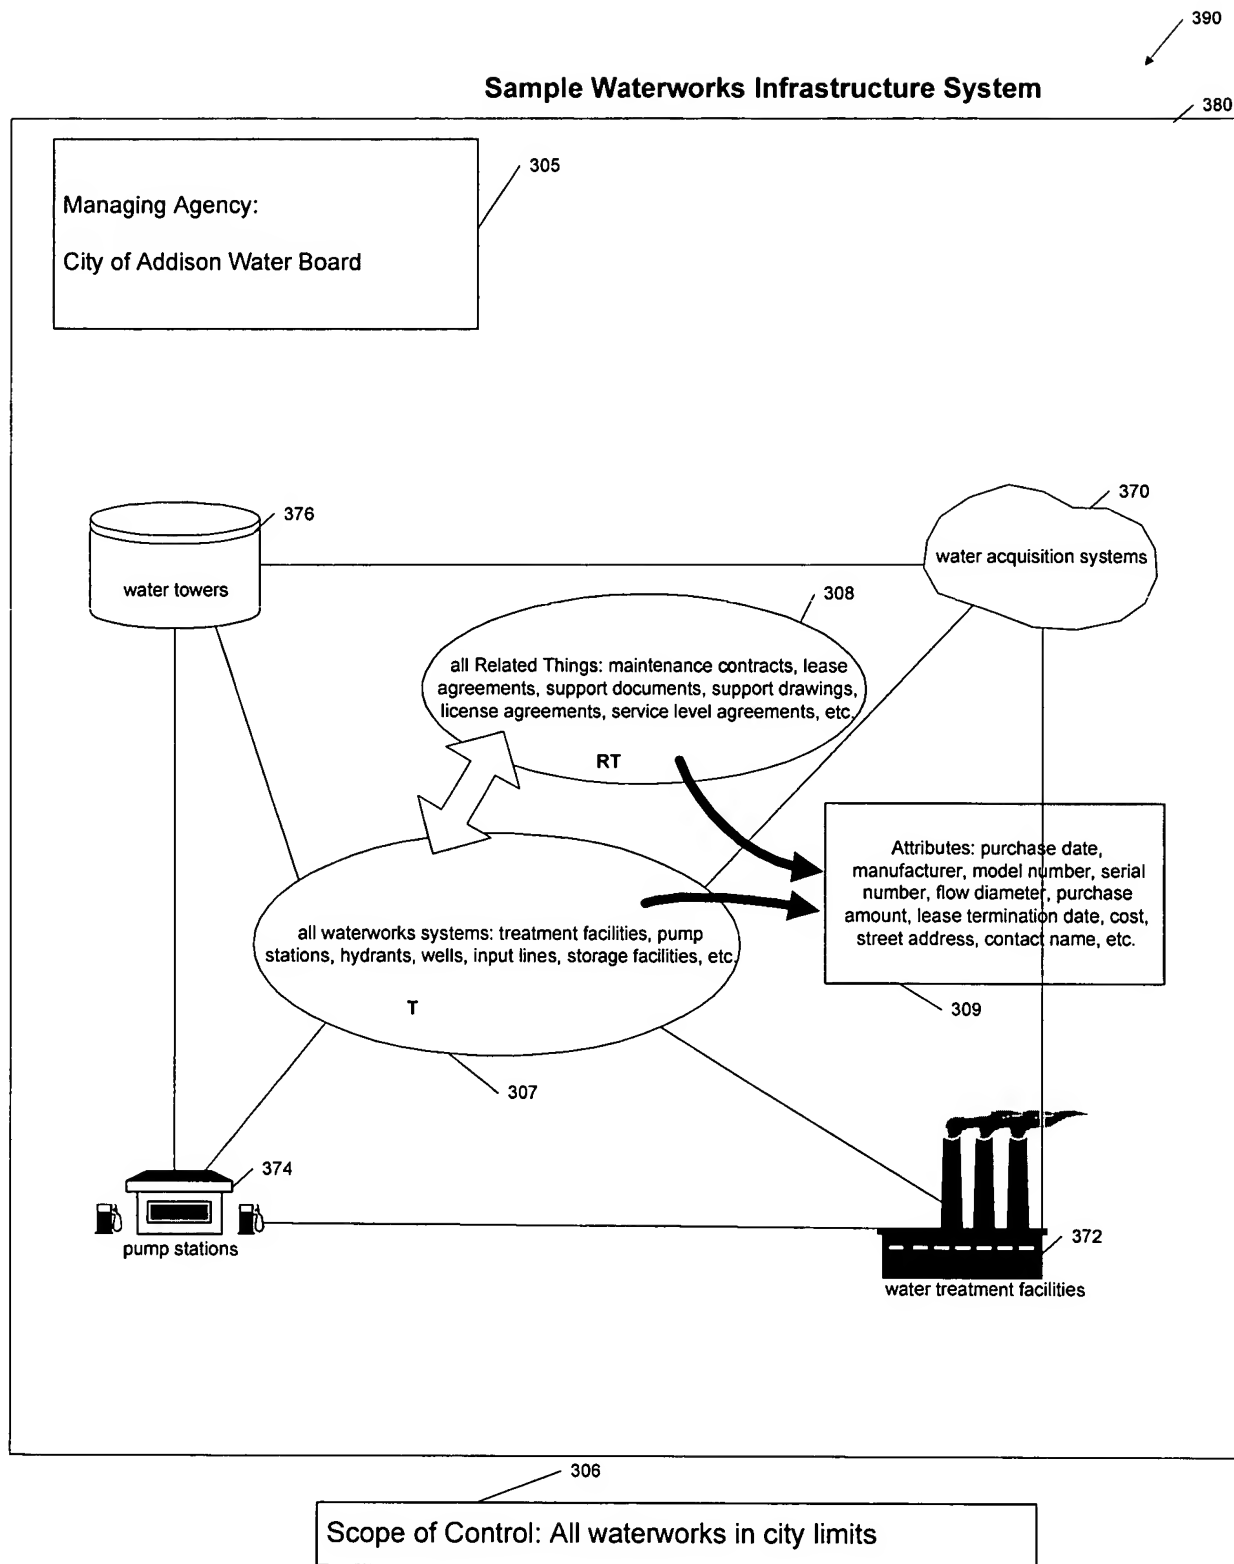 390
Sample Waterworks Infrastructure System
380
305
Managing Agency:
City of Addison Water Board
376
370
water towers
water acquisition systems
308
all Related Things: maintenance contracts, lease
agreements, support documents, support drawings,
license agreements, service level agreements, etc.
RT
Attributes: purchase date,
manufacturer, model number, serial
number, flow diameter, purchase
amount, lease termination date, cost,
street address, contact name, etc.
all waterworks systems: treatment facilities, pump
stations, hydrants, wells, input lines, storage facilities, etc.
T
309
307
374
pump stations
372
water treatment facilities
306
Scope of Control: All waterworks in city limits